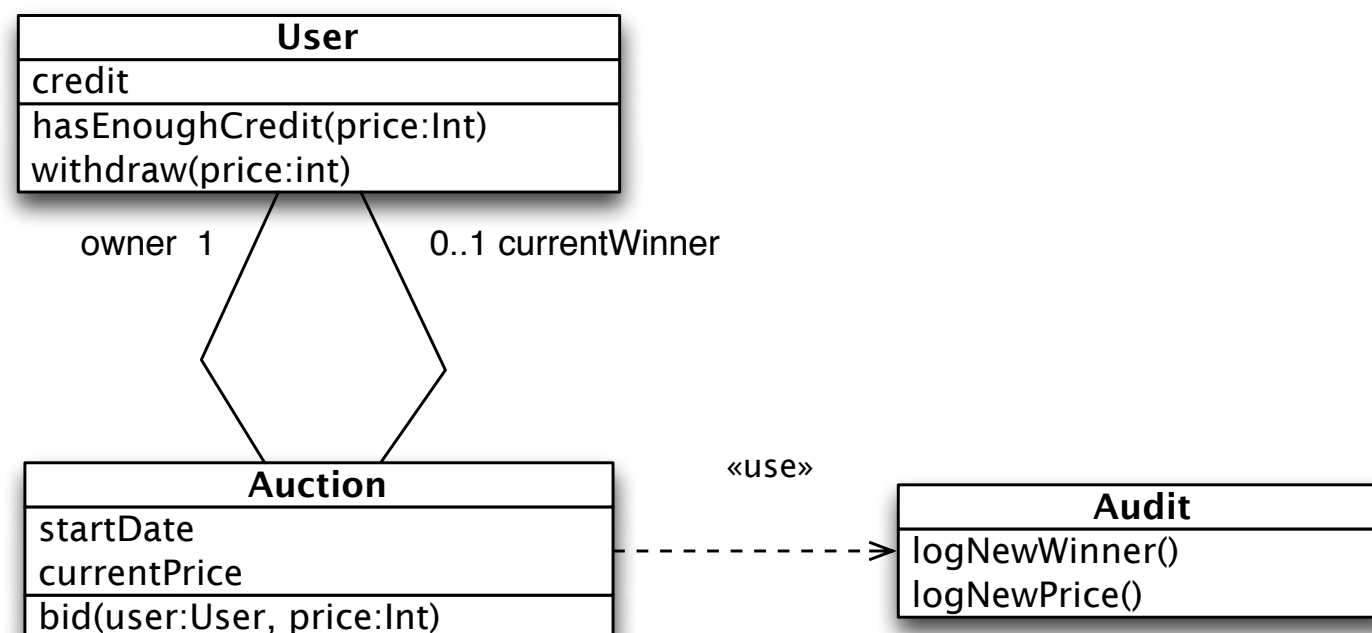 User
credit
hasEnoughCredit(price:Int)
withdraw(price:int)
owner 1
0..1 currentWinner
Auction
startDate
currentPrice
bid(user:User, price:Int)
«use»
Audit
logNewWinner()
logNewPrice()